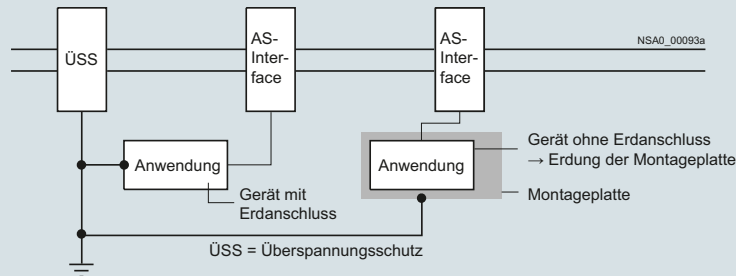 NSA0_00093a
ÜSS
AS-
Inter-
face
AS-
Inter-
face
Anwendung
Gerät mit
Erdanschluss
Anwendung
Gerät ohne Erdanschluss
→ Erdung der Montageplatte
Montageplatte
ÜSS = Überspannungsschutz